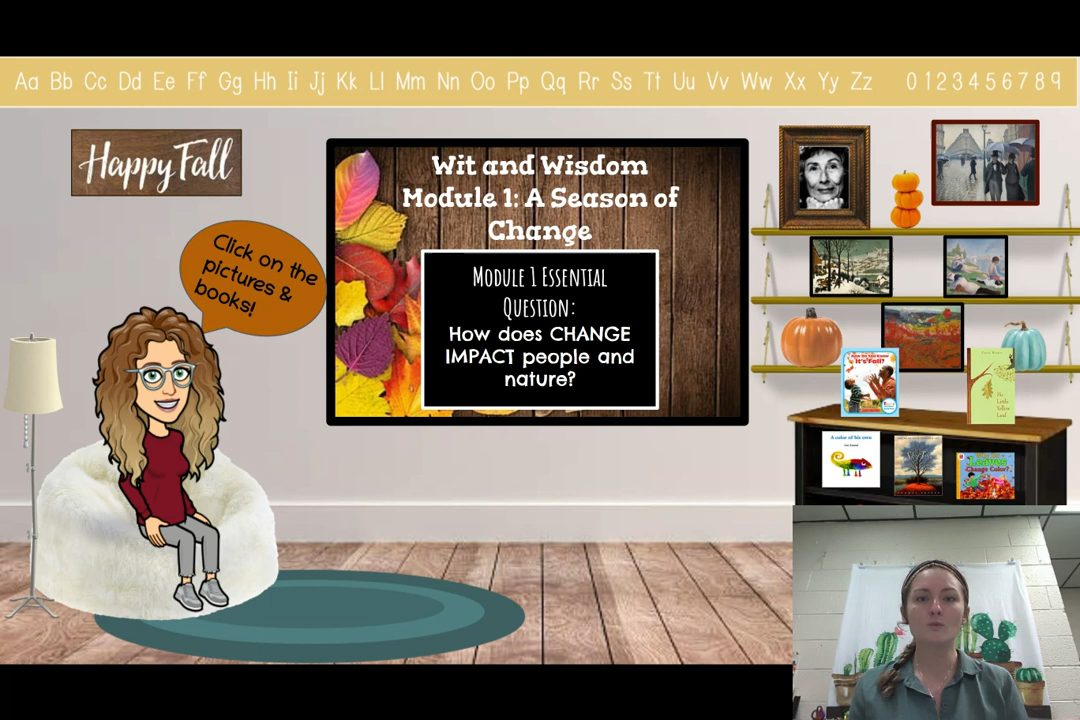 Aa Bb Cc Dd Ee Ff Gg Hh Ii Jj Kk Ll Mm Nn Oo Pp Qq Rr Ss Tt Uu Vv Ww Xx Yy Zz 0 1 2 3 4 5 6 7 8 9
Happy Fall
Click on the
pictures &
books!
Wit and Wisdom
Module 1: A Season of
Change
Module 1 Essential
Question:
How does CHANGE
IMPACT people and
nature?
It's Fall?
The
Little
Yellow
Leaf
A color of his own
Leaves
Change Color?